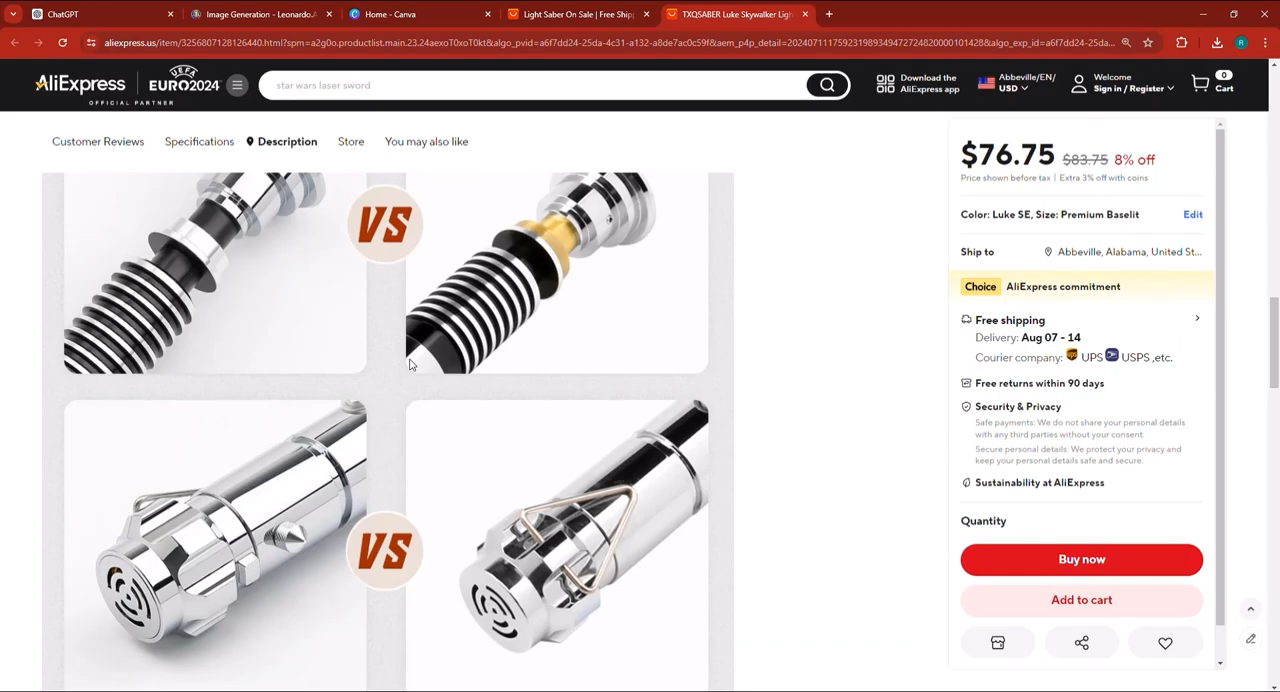 ChatGPT
Image Generation - Leonardo.A
Home - Canva
Light Saber On Sale | Free Ship
TXQSABER Luke Skywalker Ligh
aliexpress.us/item/3256807128126440.html?spm=a2g0o.productlist.main.23.24aexoT0xoT0kt&algo_pvid=a6f7dd24-25da-4c31-a132-a8de7ac0c59f&aem_p4p_detail=202407111759231989349472724820000101428&algo_exp_id=a6f7dd24-25da...
R
AliExpress
OFFICIAL PARTNER
UEFA
EURO2024
star wars laser sword
Download the
AliExpress app
Abbeville/EN/
USD
Welcome
Sign in / Register
0
Cart
Customer Reviews
Specifications
Description
Store
You may also like
VS
VS
$76.75 $83.75 8% off
Price shown before tax | Extra 3% off with coins
Color: Luke SE, Size: Premium Baselit
Edit
Ship to
Abbeville, Alabama, United St...
Choice AliExpress commitment
Free shipping
Delivery: Aug 07 - 14
Courier company: UPS USPS ,etc.
Free returns within 90 days
Security & Privacy
Safe payments: We do not share your personal details
with any third parties without your consent.
Secure personal details: We protect your privacy and
keep your personal details safe and secure.
Sustainability at AliExpress
Quantity
Buy now
Add to cart